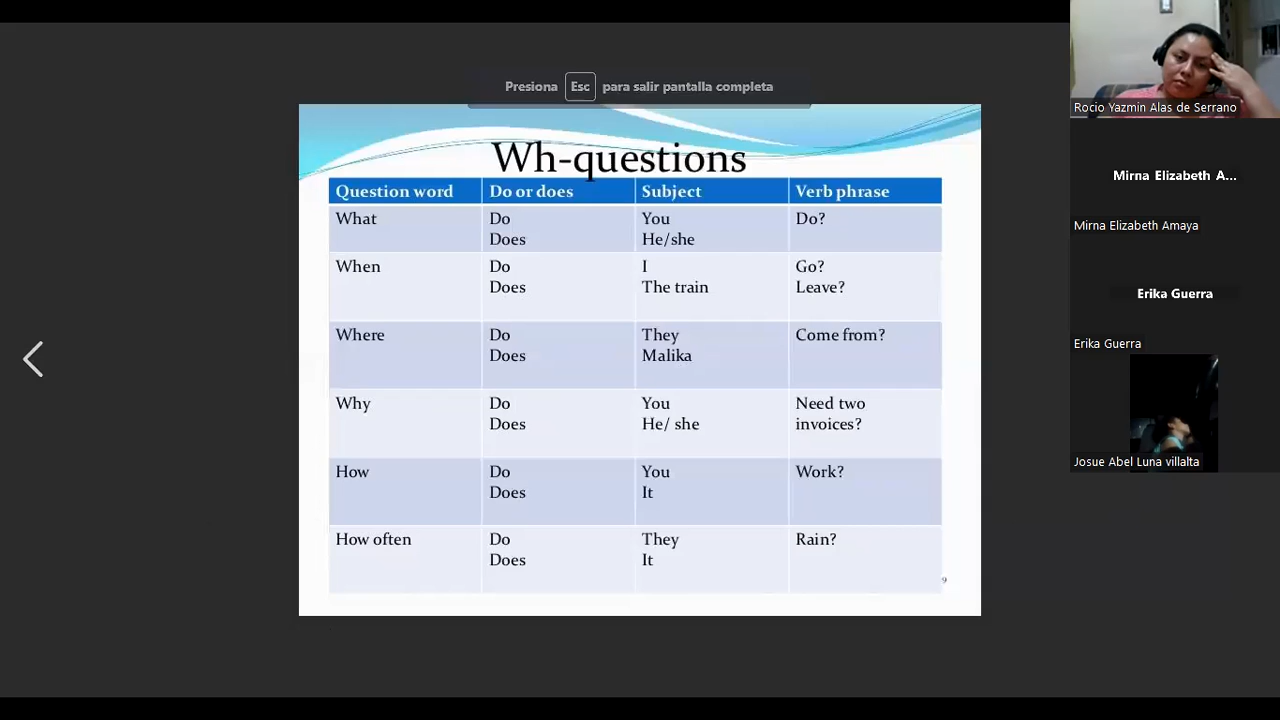 Presiona Esc para salir pantalla completa
Wh-questions
Question word Do or does Subject Verb phrase
What Do You Do?
Does He/she
When Do I Go?
Does The train Leave?
Where Do They Come from?
Does Malika
Why Do You Need two
Does He/ she invoices?
How Do You Work?
Does It
How often Do They Rain?
Does It
9
Rocio Yazmin Alas de Serrano
Mirna Elizabeth A...
Mirna Elizabeth Amaya
Erika Guerra
Erika Guerra
Josue Abel Luna villalta